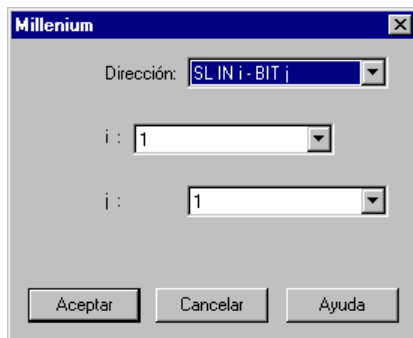 Millenium
Dirección: SL IN i - BIT j
i : 1
j : 1
Aceptar Cancelar Ayuda